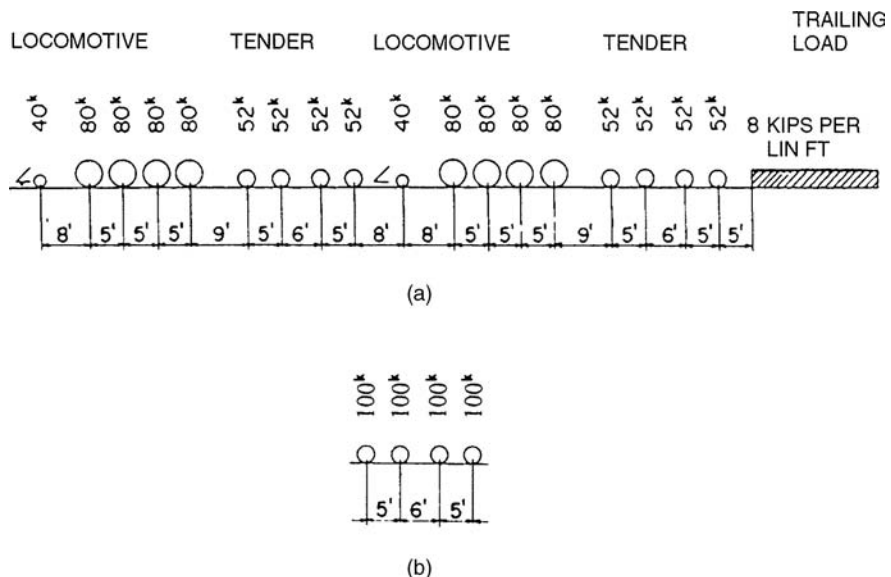 LOCOMOTIVE TENDER LOCOMOTIVE TENDER TRAILING LOAD
40k 80k 80k 80k 80k 52k 52k 52k 52k 40k 80k 80k 80k 80k 52k 52k 52k 52k 8 KIPS PER LIN FT
8' 5' 5' 5' 9' 5' 6' 5' 8' 8' 5' 5' 5' 9' 5' 6' 5' 5'
(a)
100k 100k 100k 100k
5' 6' 5'
(b)